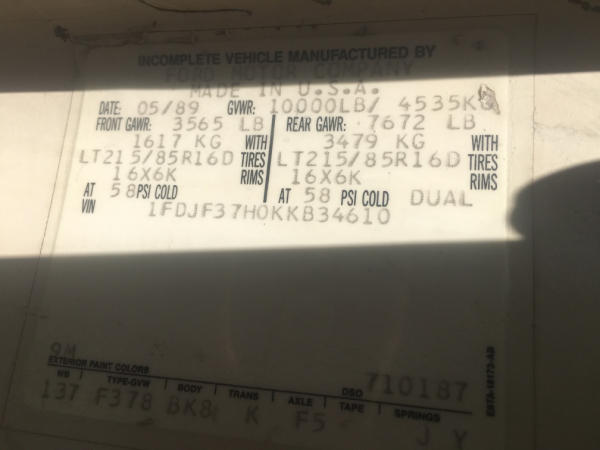 INCOMPLETE VEHICLE MANUFACTURED BY
FORD MOTOR COMPANY
MADE IN U.S.A.
DATE: 05/89 GVWR: 10000LB/ 4535KG
FRONT GAWR: 3565 LB REAR GAWR: 7672 LB
1617 KG WITH 3479 KG WITH
LT215/85R16D TIRES LT215/85R16D TIRES
16X6K RIMS 16X6K RIMS
AT 58 PSI COLD AT 58 PSI COLD DUAL
VIN 1FDJF37H0KKB34610
9M
EXTERIOR PAINT COLORS DSO 710187
WB TYPE-GVW BODY TRANS AXLE TAPE SPRINGS
137 F378 BK8 K F5 J Y